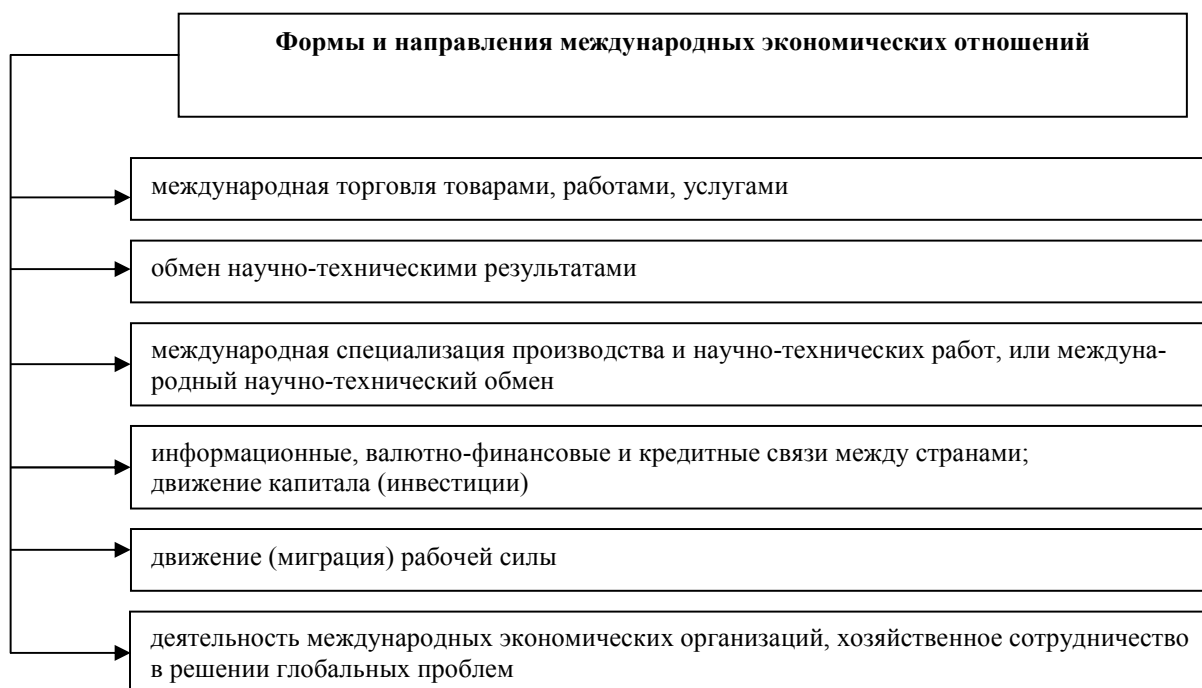 Формы и направления международных экономических отношений
международная торговля товарами, работами, услугами
обмен научно-техническими результатами
международная специализация производства и научно-технических работ, или междуна-
родный научно-технический обмен
информационные, валютно-финансовые и кредитные связи между странами;
движение капитала (инвестиции)
движение (миграция) рабочей силы
деятельность международных экономических организаций, хозяйственное сотрудничество
в решении глобальных проблем